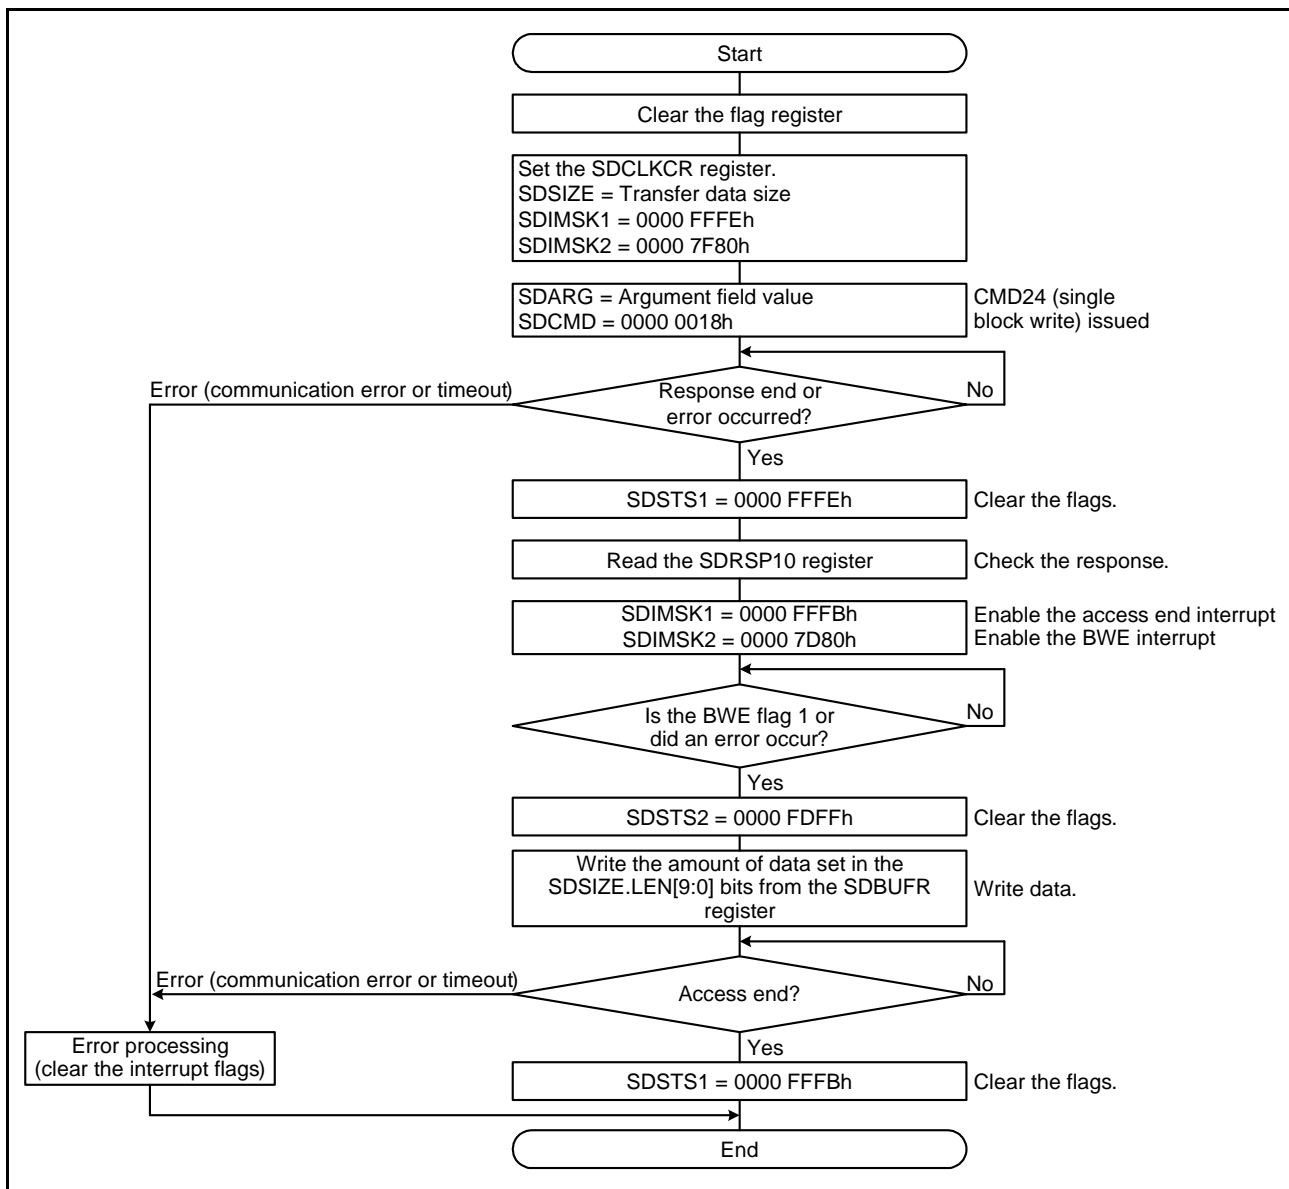 Start
Clear the flag register
Set the SDCLKCR register.
SDSIZE = Transfer data size
SDIMSK1 = 0000 FFFEh
SDIMSK2 = 0000 7F80h
SDARG = Argument field value
SDCMD = 0000 0018h
CMD24 (single
block write) issued
Error (communication error or timeout)
Response end or
error occurred?
No
Yes
SDSTS1 = 0000 FFFEh
Clear the flags.
Read the SDRSP10 register
Check the response.
SDIMSK1 = 0000 FFFBh
SDIMSK2 = 0000 7D80h
Enable the access end interrupt
Enable the BWE interrupt
Is the BWE flag 1 or
did an error occur?
No
Yes
SDSTS2 = 0000 FDFFh
Clear the flags.
Write the amount of data set in the
SDSIZE.LEN[9:0] bits from the SDBUFR
register
Write data.
Error (communication error or timeout)
Access end?
No
Yes
Error processing
(clear the interrupt flags)
SDSTS1 = 0000 FFFBh
Clear the flags.
End